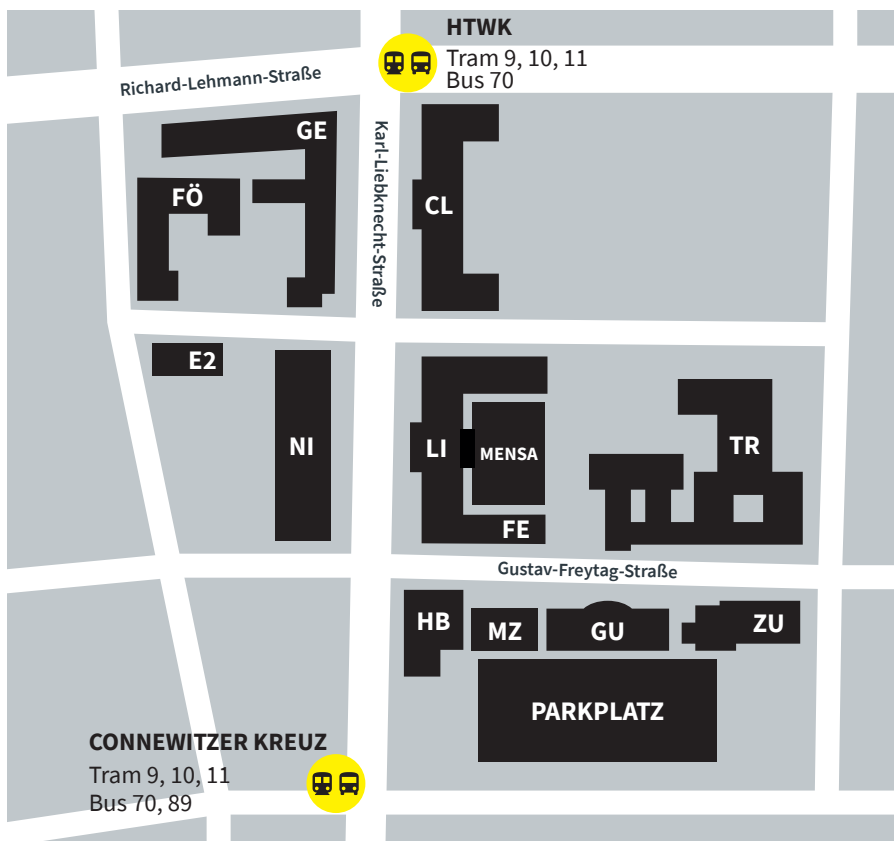 HTWK
Tram 9, 10, 11
Bus 70
Richard-Lehmann-Straße
Karl-Liebknecht-Straße
GE
FÖ
CL
E2
NI
LI
MENSA
TR
FE
Gustav-Freytag-Straße
HB
MZ
GU
ZU
PARKPLATZ
CONNEWITZER KREUZ
Tram 9, 10, 11
Bus 70, 89